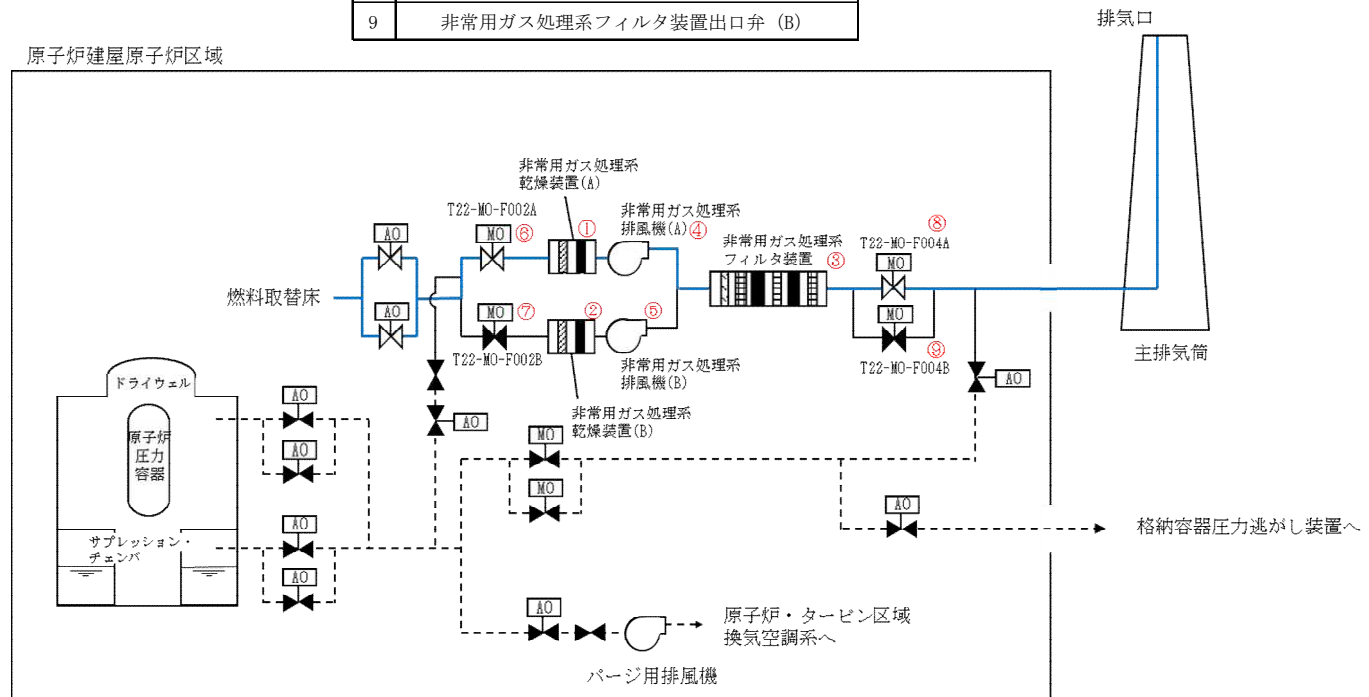 9 非常用ガス処理系フィルタ装置出口弁 (B)
排気口
原子炉建屋原子炉区域
非常用ガス処理系
乾燥装置(A)
T22-MO-F002A
非常用ガス処理系
排風機(A)
④
⑧
T22-MO-F004A
AO
MO
⑥
①
非常用ガス処理系
フィルタ装置
③
MO
燃料取替床
AO
MO
⑦
②
⑤
MO
⑨
T22-MO-F002B
T22-MO-F004B
主排気筒
非常用ガス処理系
排風機(B)
AO
ドライウェル
非常用ガス処理系
乾燥装置(B)
AO
原子炉
圧力
容器
AO
AO
MO
MO
AO
格納容器圧力逃がし装置へ
サプレッション・
チェンバ
AO
AO
AO
原子炉・タービン区域
換気空調系へ
パージ用排風機